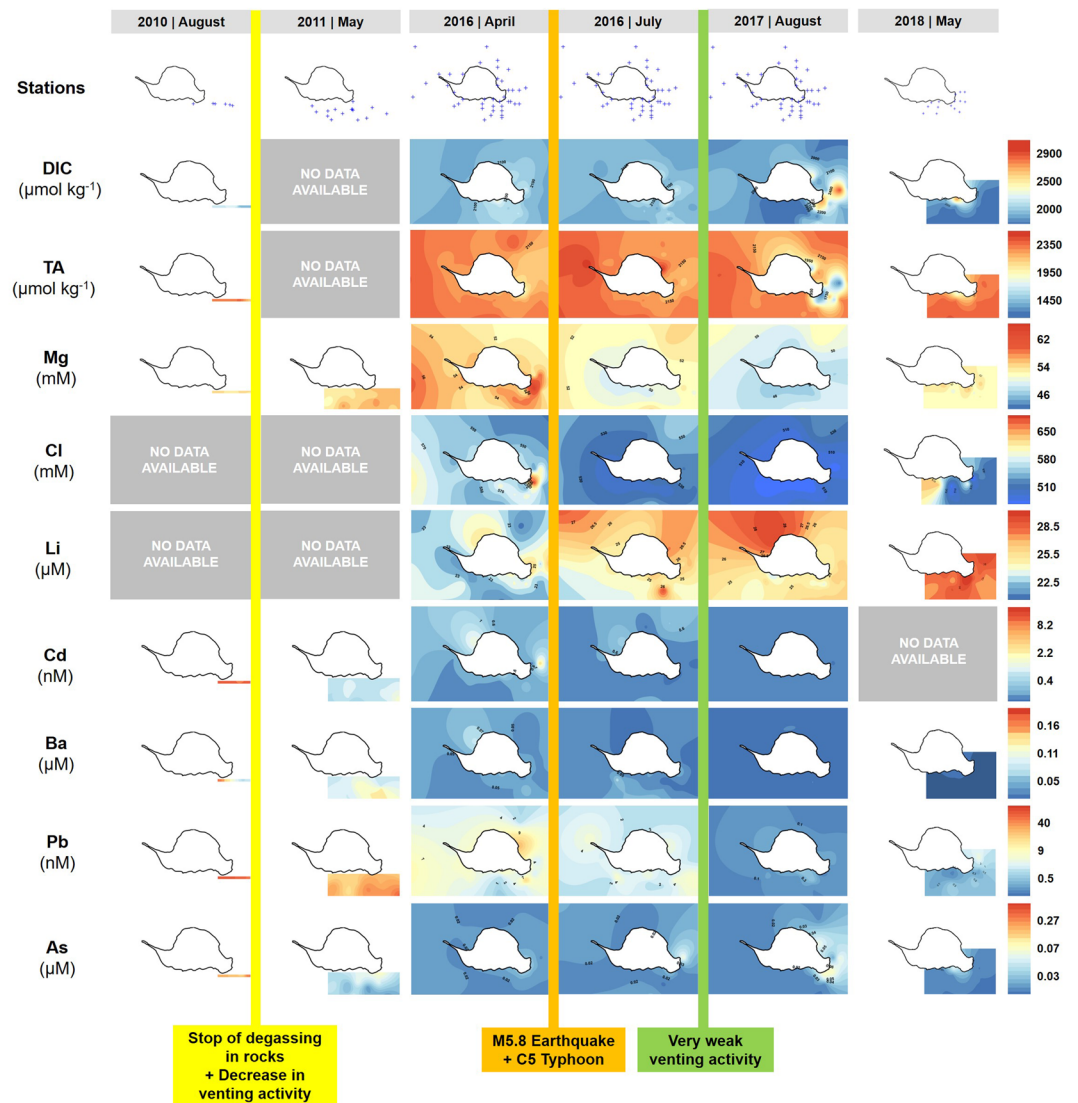 2010 | August
2011 | May
2016 | April
2016 | July
2017 | August
2018 | May
Stations
DIC
(µmol kg-1)
NO DATA
AVAILABLE
2900
2500
2000
TA
(µmol kg-1)
NO DATA
AVAILABLE
2350
1950
1450
Mg
(mM)
62
54
46
Cl
(mM)
NO DATA
AVAILABLE
NO DATA
AVAILABLE
650
580
510
Li
(µM)
NO DATA
AVAILABLE
NO DATA
AVAILABLE
28.5
25.5
22.5
Cd
(nM)
NO DATA
AVAILABLE
8.2
2.2
0.4
Ba
(µM)
0.16
0.11
0.05
Pb
(nM)
40
9
0.5
As
(µM)
0.27
0.07
0.03
Stop of degassing
in rocks
+ Decrease in
venting activity
M5.8 Earthquake
+ C5 Typhoon
Very weak
venting activity